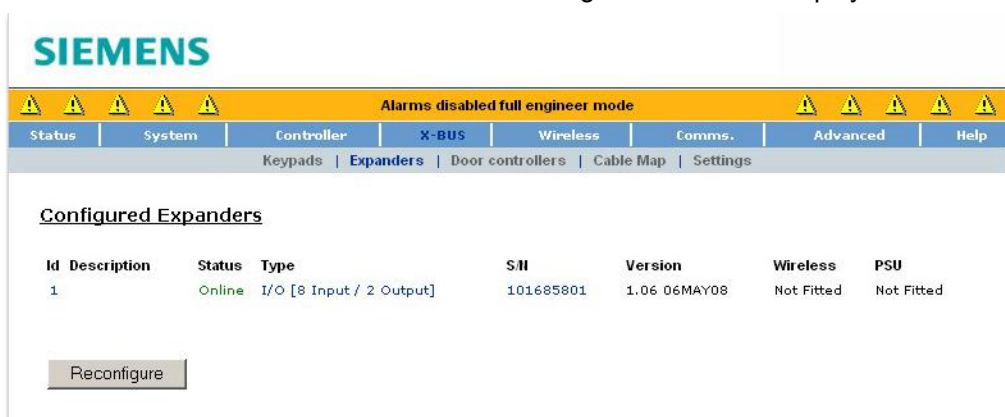 SIEMENS
Alarms disabled full engineer mode
Status System Controller X-BUS Wireless Comms. Advanced Help
Keypads | Expanders | Door controllers | Cable Map | Settings
Configured Expanders
Id Description Status Type S/N Version Wireless PSU
1 Online I/O [8 Input / 2 Output] 101685801 1.06 06MAY08 Not Fitted Not Fitted
Reconfigure